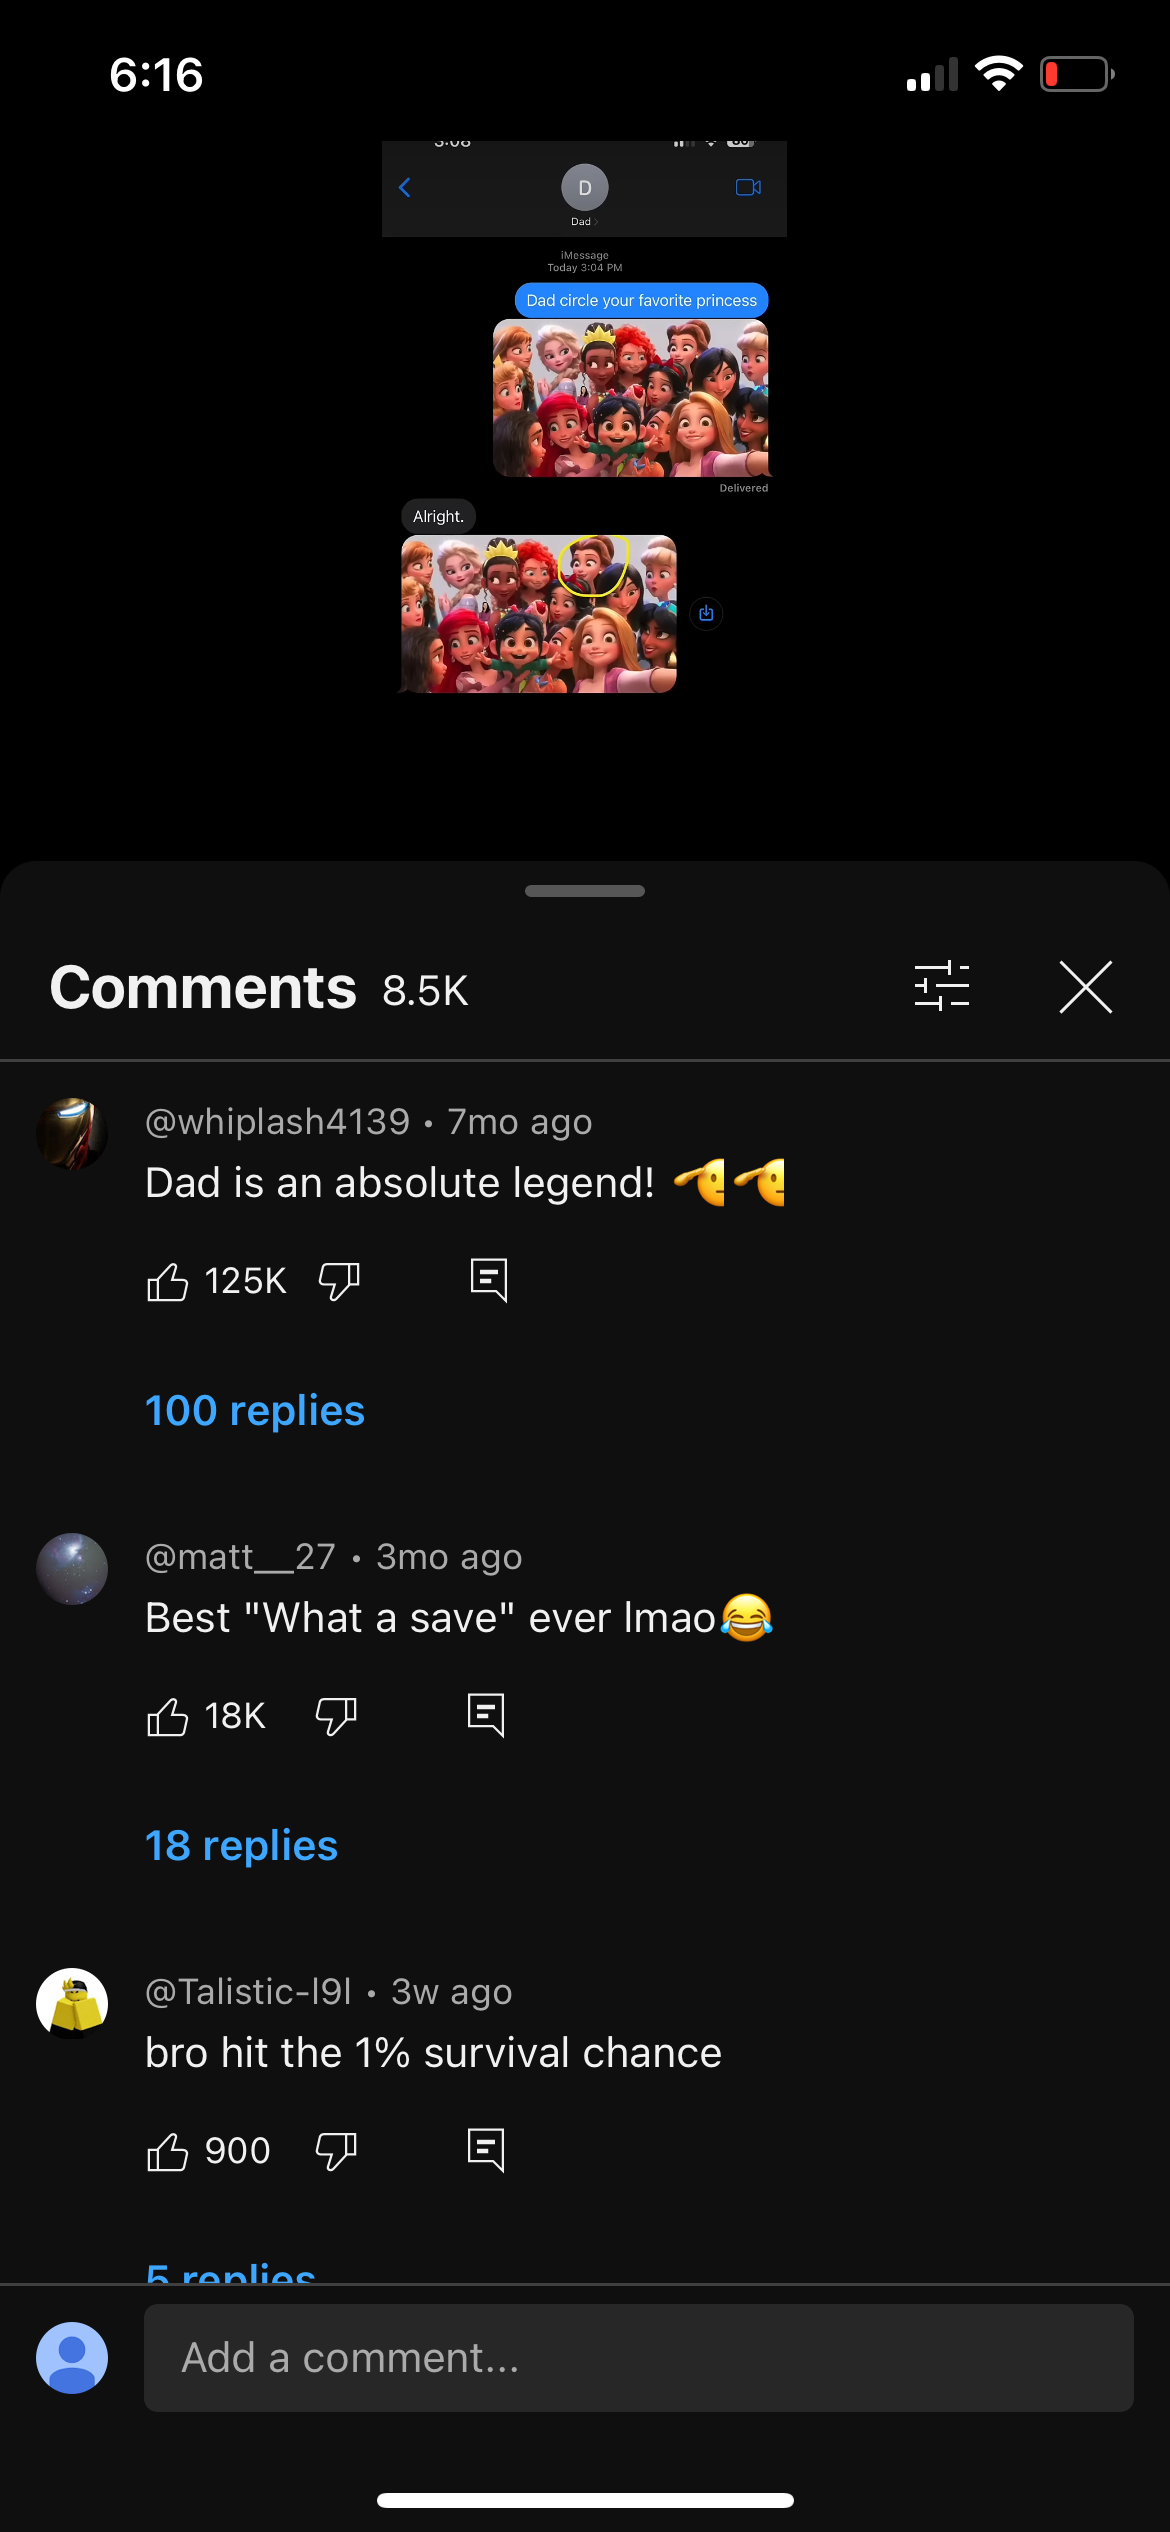 6:16
3:08
D
Dad
iMessage
Today 3:04 PM
Dad circle your favorite princess
Delivered
Alright.
Comments 8.5K
@whiplash4139 • 7mo ago
Dad is an absolute legend! 🫡🫡
125K
100 replies
@matt__27 • 3mo ago
Best "What a save" ever lmao😂
18K
18 replies
@Talistic-l9l • 3w ago
bro hit the 1% survival chance
900
5 replies
Add a comment...